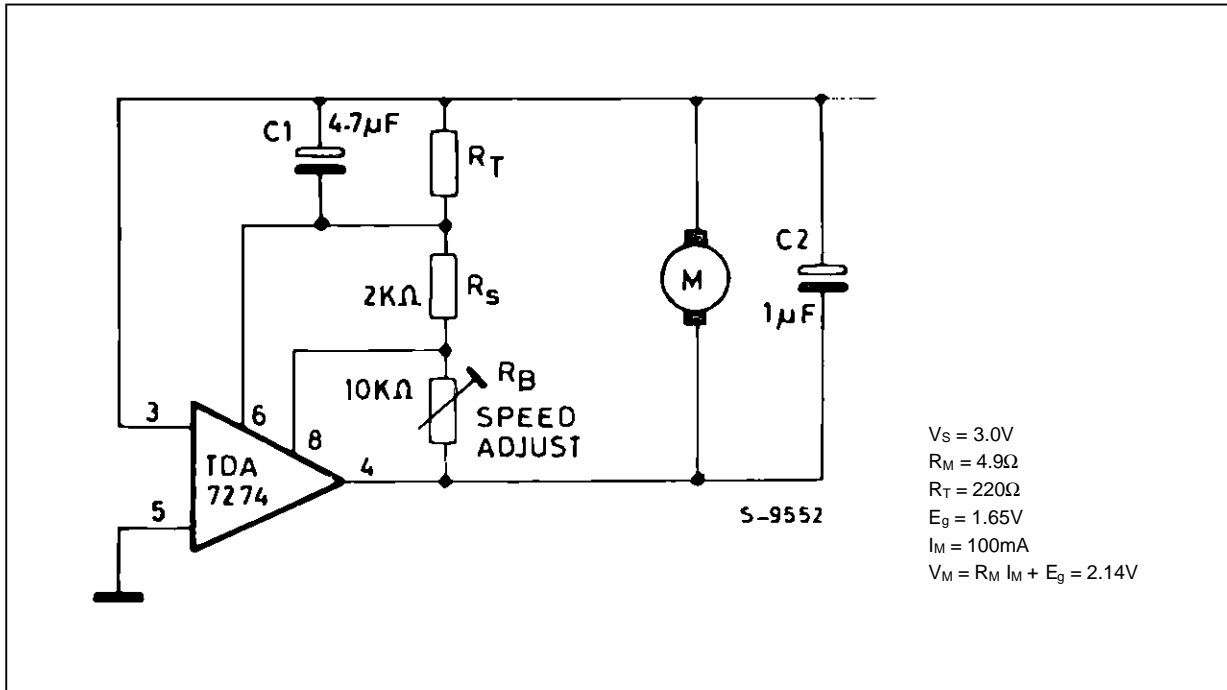 C1
4.7µF
RT
C2
M
1µF
2KΩ
RS
10KΩ
RB
SPEED
ADJUST
3
6
8
TDA
7274
4
5
S-9552
VS = 3.0V
RM = 4.9Ω
RT = 220Ω
Eg = 1.65V
IM = 100mA
VM = RM IM + Eg = 2.14V